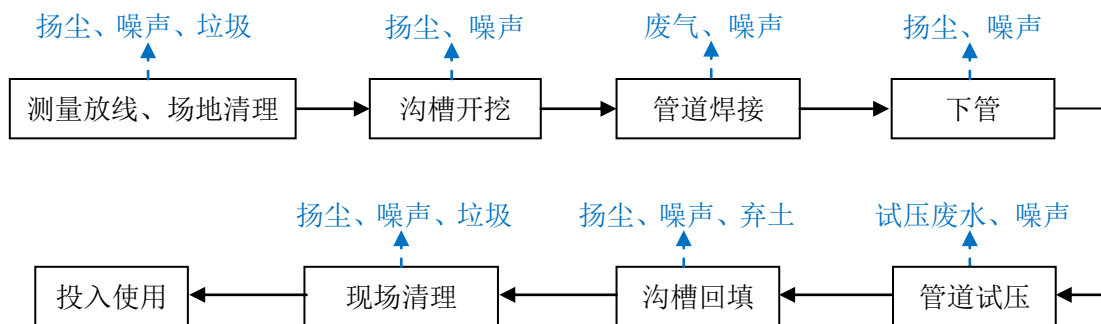 扬尘、噪声、垃圾
扬尘、噪声
废气、噪声
扬尘、噪声
测量放线、场地清理
沟槽开挖
管道焊接
下管
扬尘、噪声、垃圾
扬尘、噪声、弃土
试压废水、噪声
投入使用
现场清理
沟槽回填
管道试压